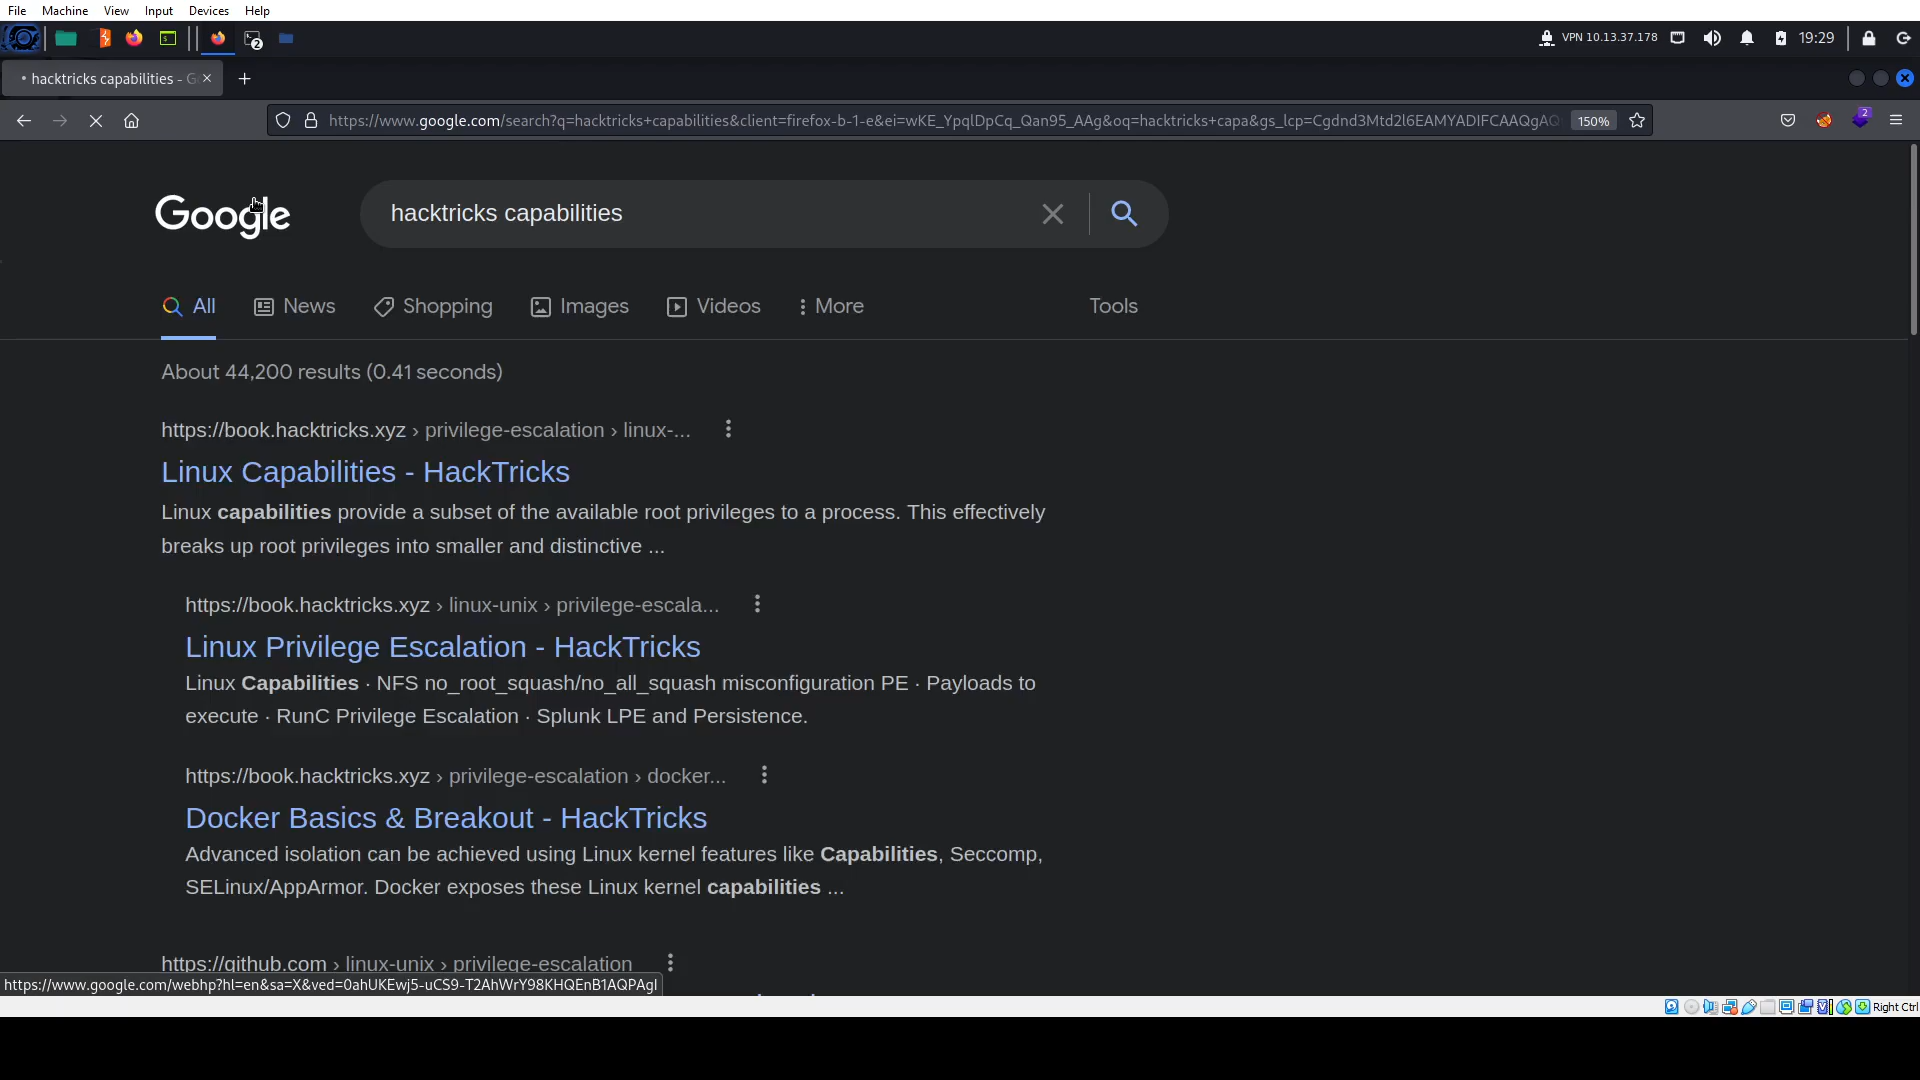 File Machine View Input Devices Help
2 VPN 10.13.37.178 19:29
hacktricks capabilities - G
https://www.google.com/search?q=hacktricks+capabilities&client=firefox-b-1-e&ei=wKE_YpqlDpCq_Qan95_AAg&oq=hacktricks+capa&gs_lcp=Cgdnd3Mtd2l6EAMYADIFCAAQgAQ 150% 2
Google hacktricks capabilities
All News Shopping Images Videos More Tools
About 44,200 results (0.41 seconds)
https://book.hacktricks.xyz › privilege-escalation › linux-...
Linux Capabilities - HackTricks
Linux capabilities provide a subset of the available root privileges to a process. This effectively
breaks up root privileges into smaller and distinctive ...
https://book.hacktricks.xyz › linux-unix › privilege-escala...
Linux Privilege Escalation - HackTricks
Linux Capabilities · NFS no_root_squash/no_all_squash misconfiguration PE · Payloads to
execute · RunC Privilege Escalation · Splunk LPE and Persistence.
https://book.hacktricks.xyz › privilege-escalation › docker...
Docker Basics & Breakout - HackTricks
Advanced isolation can be achieved using Linux kernel features like Capabilities, Seccomp,
SELinux/AppArmor. Docker exposes these Linux kernel capabilities ...
https://github.com › linux-unix › privilege-escalation
https://www.google.com/webhp?hl=en&sa=X&ved=0ahUKEwj5-uCS9-T2AhWrY98KHQEnB1AQPAgI
Right Ctrl